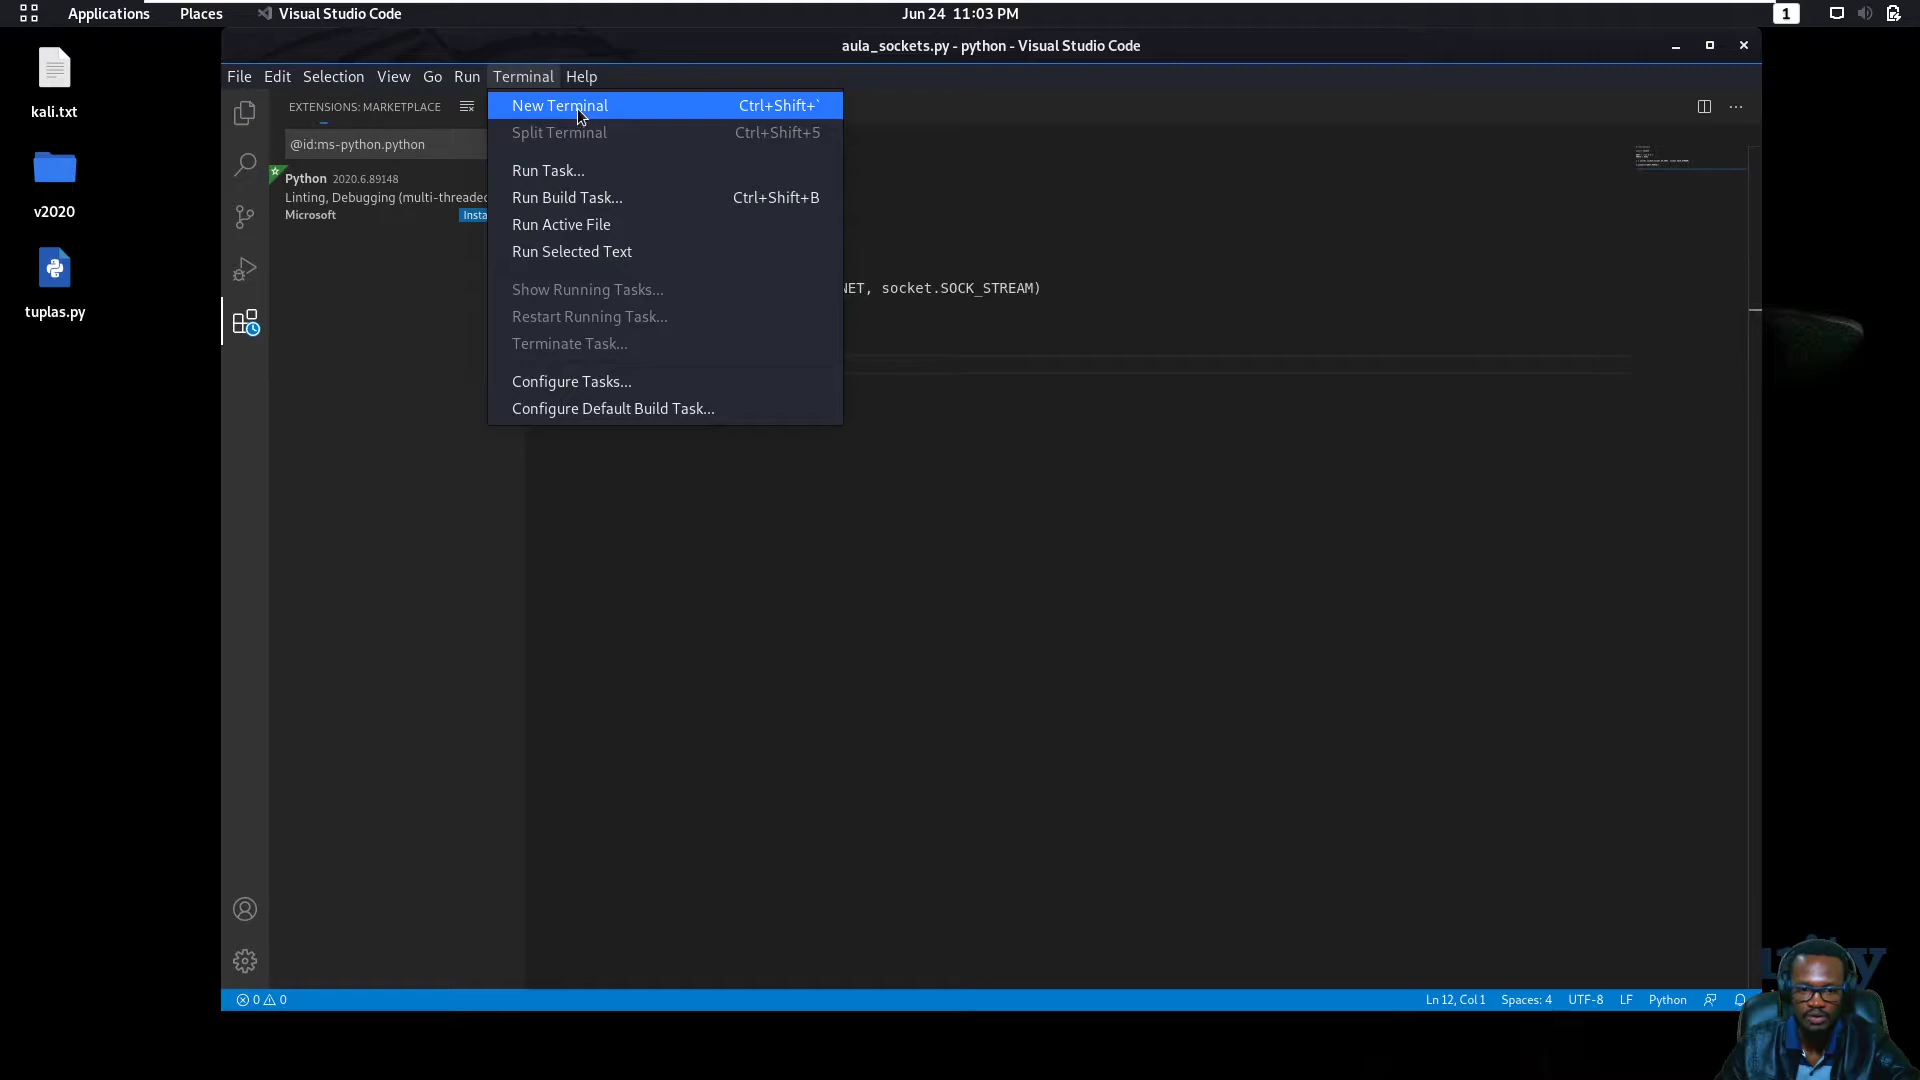 Applications Places Visual Studio Code Jun 24 11:03 PM 1
kali.txt
v2020
tuplas.py
aula_sockets.py - python - Visual Studio Code
File Edit Selection View Go Run Terminal Help
EXTENSIONS: MARKETPLACE
@id:ms-python.python
Python 2020.6.89148
Linting, Debugging (multi-threaded
Microsoft Insta
New Terminal Ctrl+Shift+`
Split Terminal Ctrl+Shift+5
Run Task...
Run Build Task... Ctrl+Shift+B
Run Active File
Run Selected Text
Show Running Tasks...
Restart Running Task...
Terminate Task...
Configure Tasks...
Configure Default Build Task...
NET, socket.SOCK_STREAM)
0 0
Ln 12, Col 1 Spaces: 4 UTF-8 LF Python